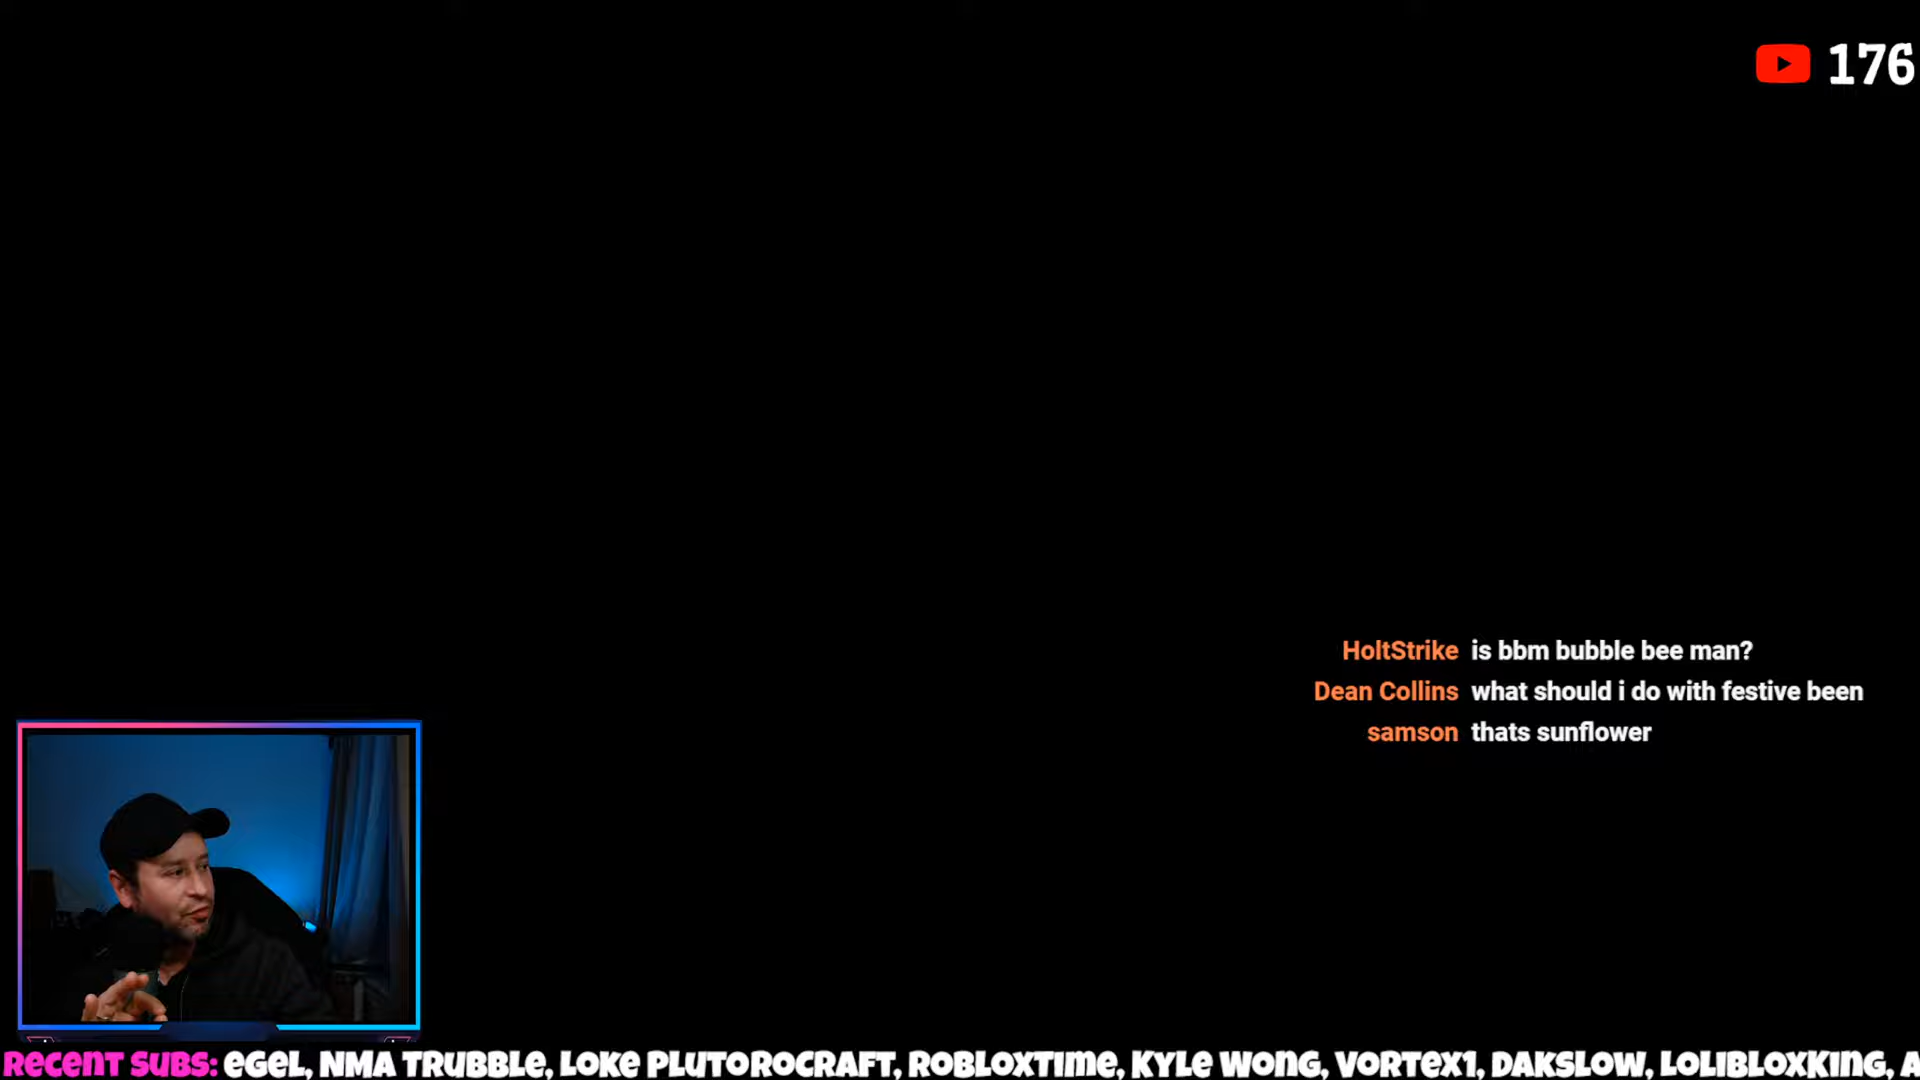 176
HoltStrike is bbm bubble bee man?
Dean Collins what should i do with festive been
samson thats sunflower
Recent Subs: egel, NMA Trubble, Loke Plutorocraft, RobloxTime, Kyle Wong, Vortex1, Dakslow, LoliBloxKing, A